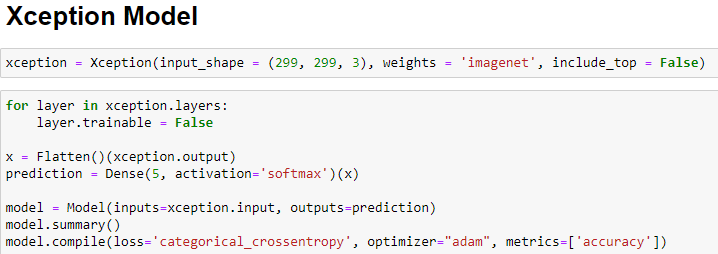 Xception Model
xception = Xception(input_shape = (299, 299, 3), weights = 'imagenet', include_top = False)
for layer in xception.layers:
    layer.trainable = False
x = Flatten()(xception.output)
prediction = Dense(5, activation='softmax')(x)
model = Model(inputs=xception.input, outputs=prediction)
model.summary()
model.compile(loss='categorical_crossentropy', optimizer="adam", metrics=['accuracy'])